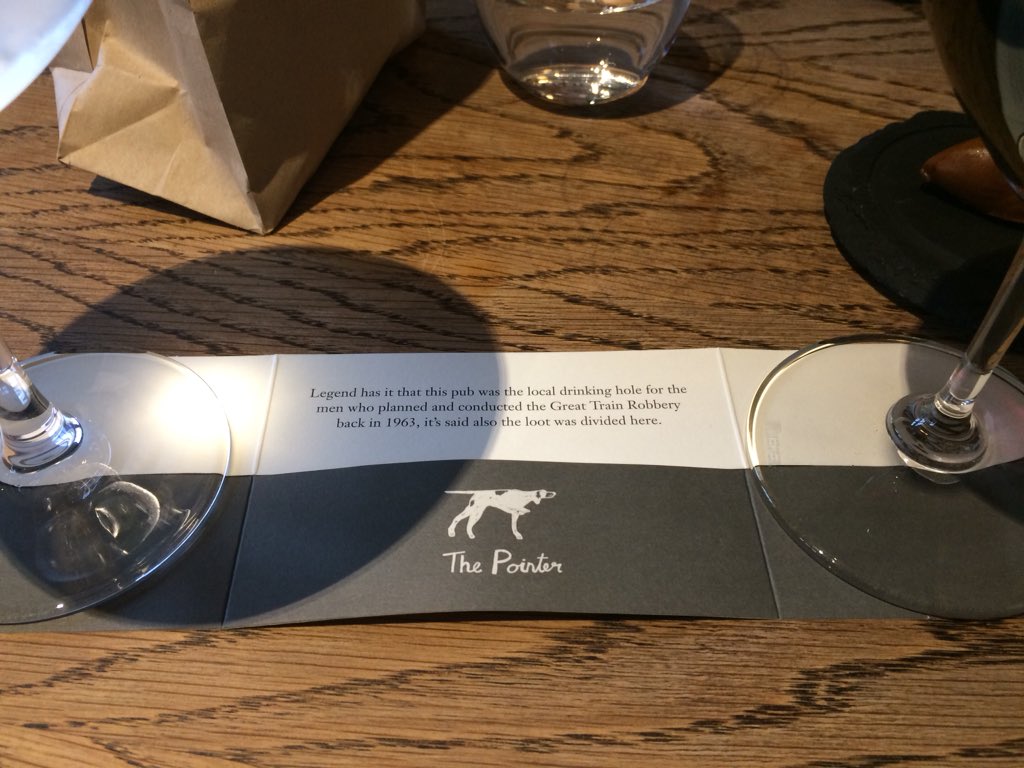 Legend has it that this pub was the local drinking hole for the
men who planned and conducted the Great Train Robbery
back in 1963, it's said also the loot was divided here.
The Pointer